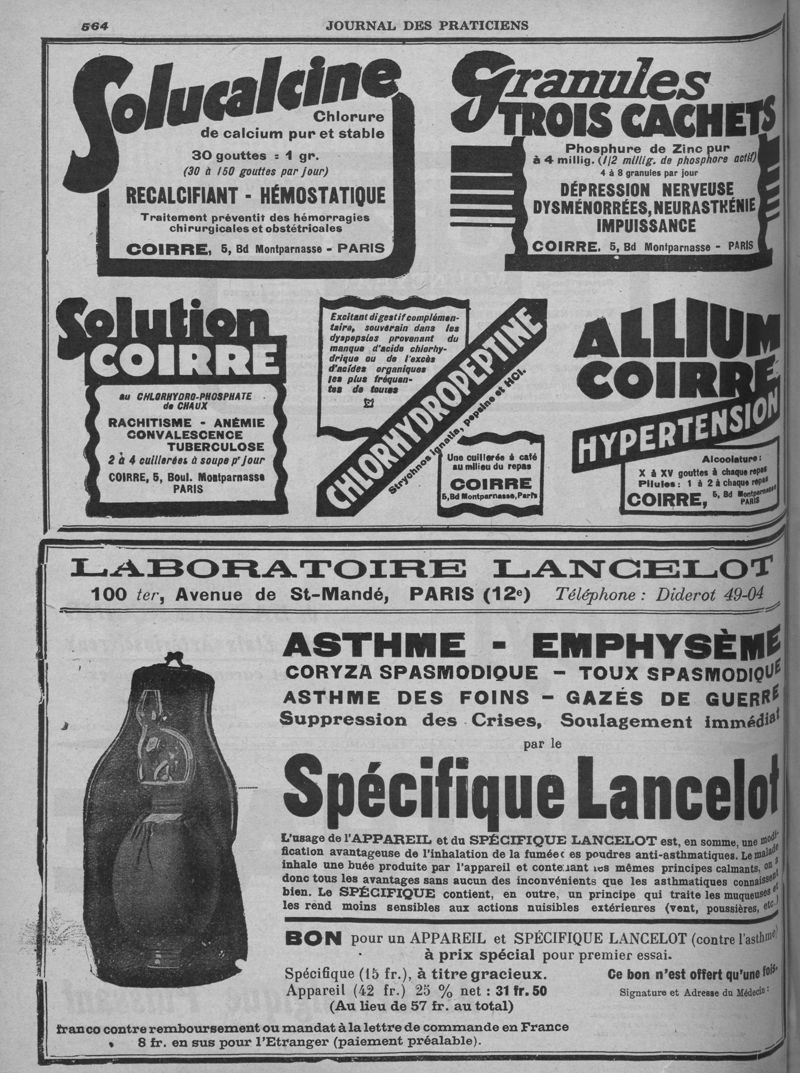 564
JOURNAL DES PRATICIENS
Solucalcine
Chlorure
de calcium pur et stable
30 gouttes = 1 gr.
(30 à 150 gouttes par jour)
RECALCIFIANT - HÉMOSTATIQUE
Traitement préventif des hémorragies
chirurgicales et obstétricales
COIRRE, 5, Bd Montparnasse - PARIS
Granules
TROIS CACHETS
Phosphure de Zinc pur
à 4 millig. (1/2 millig. de phosphore actif)
4 à 8 granules par jour
DÉPRESSION NERVEUSE
DYSMÉNORRÉES, NEURASTHÉNIE
IMPUISSANCE
COIRRE, 5, Bd Montparnasse - PARIS
Solution
COIRRE
au CHLORHYDRO-PHOSPHATE
de CHAUX
RACHITISME - ANÉMIE
CONVALESCENCE
TUBERCULOSE
2 à 4 cuillerées à soupe pr jour
COIRRE, 5, Boul. Montparnasse
PARIS
Excitant digestif complémen-
taire, souverain dans les
dyspepsies provenant du
manque d'acide chlorhy-
drique ou de l'excès
d'acides organiques
les plus fréquen-
tes de toutes
CHLORHYDROPEPTINE
Strychnos ignatia, pepsine et HCl.
Une cuillerée à café
au milieu du repas
COIRRE
5, Bd Montparnasse, Paris
ALLIUM
COIRRE
HYPERTENSION
Alcoolature :
X à XV gouttes à chaque repas
Pilules : 1 à 2 à chaque repas
COIRRE, 5, Bd Montparnasse
PARIS
LABORATOIRE LANCELOT
100 ter, Avenue de St-Mandé, PARIS (12e) Téléphone : Diderot 49-04
ASTHME - EMPHYSÈME
CORYZA SPASMODIQUE - TOUX SPASMODIQUE
ASTHME DES FOINS - GAZÉS DE GUERRE
Suppression des Crises, Soulagement immédiat
par le
Spécifique Lancelot
L'usage de l'APPAREIL et du SPÉCIFIQUE LANCELOT est, en somme, une modi-
fication avantageuse de l'inhalation de la fumée es poudres anti-asthmatiques. Le malade
inhale une buée produite par l'appareil et contenant les mêmes principes calmants, on a
donc tous les avantages sans aucun des inconvénients que les asthmatiques connaissent
bien. Le SPÉCIFIQUE contient, en outre, un principe qui traite les muqueuses et
les rend moins sensibles aux actions nuisibles extérieures (vent, poussières, etc.)
BON pour un APPAREIL et SPÉCIFIQUE LANCELOT (contre l'asthme)
à prix spécial pour premier essai.
Spécifique (15 fr.), à titre gracieux.
Ce bon n'est offert qu'une fois.
Appareil (42 fr.) 25 % net : 31 fr. 50
Signature et Adresse du Médecin :
(Au lieu de 57 fr. au total)
franco contre remboursement ou mandat à la lettre de commande en France
8 fr. en sus pour l'Etranger (paiement préalable).